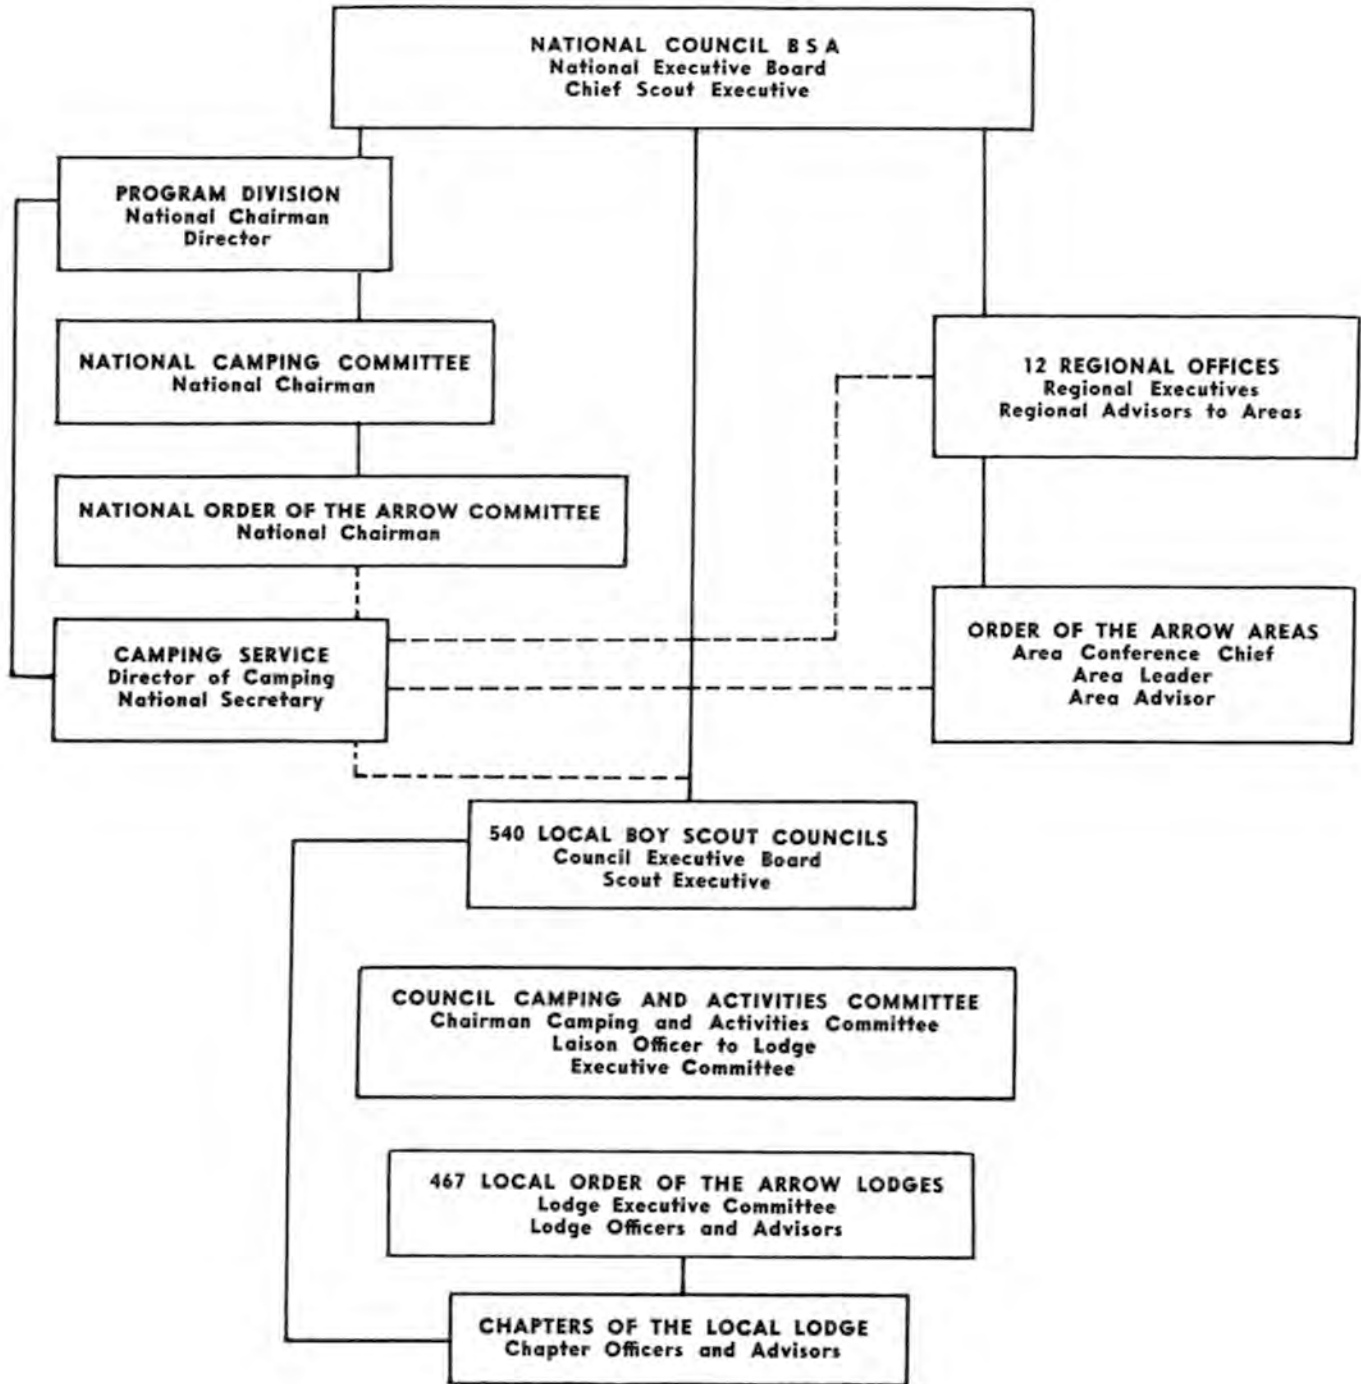 NATIONAL COUNCIL B S A
National Executive Board
Chief Scout Executive
PROGRAM DIVISION
National Chairman
Director
NATIONAL CAMPING COMMITTEE
National Chairman
12 REGIONAL OFFICES
Regional Executives
Regional Advisors to Areas
NATIONAL ORDER OF THE ARROW COMMITTEE
National Chairman
CAMPING SERVICE
Director of Camping
National Secretary
ORDER OF THE ARROW AREAS
Area Conference Chief
Area Leader
Area Advisor
540 LOCAL BOY SCOUT COUNCILS
Council Executive Board
Scout Executive
COUNCIL CAMPING AND ACTIVITIES COMMITTEE
Chairman Camping and Activities Committee
Laison Officer to Lodge
Executive Committee
467 LOCAL ORDER OF THE ARROW LODGES
Lodge Executive Committee
Lodge Officers and Advisors
CHAPTERS OF THE LOCAL LODGE
Chapter Officers and Advisors